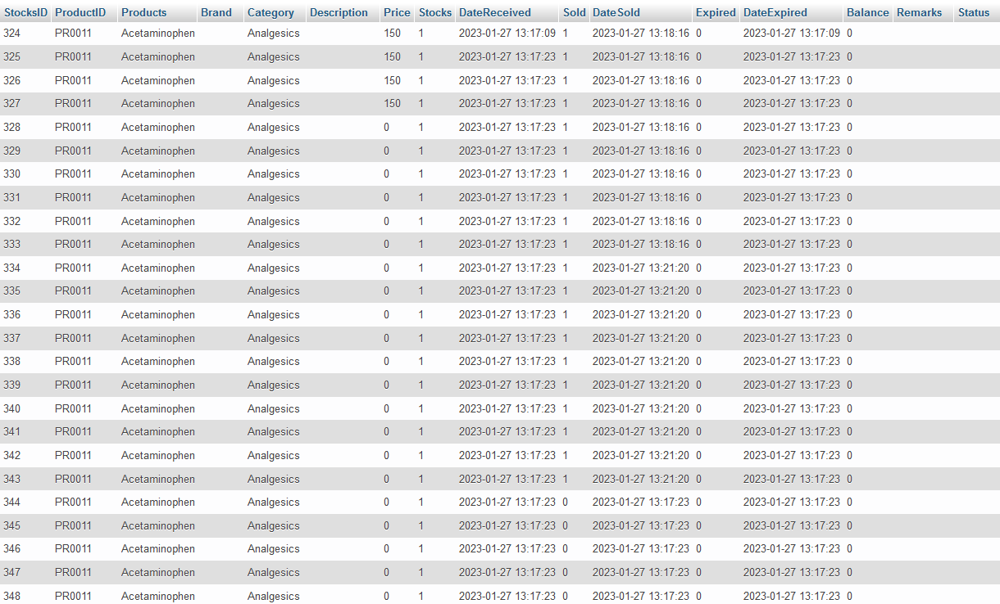 StocksID ProductID Products Brand Category Description Price Stocks DateReceived Sold DateSold Expired DateExpired Balance Remarks Status
324 PR0011 Acetaminophen Analgesics 150 1 2023-01-27 13:17:09 1 2023-01-27 13:18:16 0 2023-01-27 13:17:09 0
325 PR0011 Acetaminophen Analgesics 150 1 2023-01-27 13:17:23 1 2023-01-27 13:18:16 0 2023-01-27 13:17:23 0
326 PR0011 Acetaminophen Analgesics 150 1 2023-01-27 13:17:23 1 2023-01-27 13:18:16 0 2023-01-27 13:17:23 0
327 PR0011 Acetaminophen Analgesics 150 1 2023-01-27 13:17:23 1 2023-01-27 13:18:16 0 2023-01-27 13:17:23 0
328 PR0011 Acetaminophen Analgesics 0 1 2023-01-27 13:17:23 1 2023-01-27 13:18:16 0 2023-01-27 13:17:23 0
329 PR0011 Acetaminophen Analgesics 0 1 2023-01-27 13:17:23 1 2023-01-27 13:18:16 0 2023-01-27 13:17:23 0
330 PR0011 Acetaminophen Analgesics 0 1 2023-01-27 13:17:23 1 2023-01-27 13:18:16 0 2023-01-27 13:17:23 0
331 PR0011 Acetaminophen Analgesics 0 1 2023-01-27 13:17:23 1 2023-01-27 13:18:16 0 2023-01-27 13:17:23 0
332 PR0011 Acetaminophen Analgesics 0 1 2023-01-27 13:17:23 1 2023-01-27 13:18:16 0 2023-01-27 13:17:23 0
333 PR0011 Acetaminophen Analgesics 0 1 2023-01-27 13:17:23 1 2023-01-27 13:18:16 0 2023-01-27 13:17:23 0
334 PR0011 Acetaminophen Analgesics 0 1 2023-01-27 13:17:23 1 2023-01-27 13:21:20 0 2023-01-27 13:17:23 0
335 PR0011 Acetaminophen Analgesics 0 1 2023-01-27 13:17:23 1 2023-01-27 13:21:20 0 2023-01-27 13:17:23 0
336 PR0011 Acetaminophen Analgesics 0 1 2023-01-27 13:17:23 1 2023-01-27 13:21:20 0 2023-01-27 13:17:23 0
337 PR0011 Acetaminophen Analgesics 0 1 2023-01-27 13:17:23 1 2023-01-27 13:21:20 0 2023-01-27 13:17:23 0
338 PR0011 Acetaminophen Analgesics 0 1 2023-01-27 13:17:23 1 2023-01-27 13:21:20 0 2023-01-27 13:17:23 0
339 PR0011 Acetaminophen Analgesics 0 1 2023-01-27 13:17:23 1 2023-01-27 13:21:20 0 2023-01-27 13:17:23 0
340 PR0011 Acetaminophen Analgesics 0 1 2023-01-27 13:17:23 1 2023-01-27 13:21:20 0 2023-01-27 13:17:23 0
341 PR0011 Acetaminophen Analgesics 0 1 2023-01-27 13:17:23 1 2023-01-27 13:21:20 0 2023-01-27 13:17:23 0
342 PR0011 Acetaminophen Analgesics 0 1 2023-01-27 13:17:23 1 2023-01-27 13:21:20 0 2023-01-27 13:17:23 0
343 PR0011 Acetaminophen Analgesics 0 1 2023-01-27 13:17:23 1 2023-01-27 13:21:20 0 2023-01-27 13:17:23 0
344 PR0011 Acetaminophen Analgesics 0 1 2023-01-27 13:17:23 0 2023-01-27 13:17:23 0 2023-01-27 13:17:23 0
345 PR0011 Acetaminophen Analgesics 0 1 2023-01-27 13:17:23 0 2023-01-27 13:17:23 0 2023-01-27 13:17:23 0
346 PR0011 Acetaminophen Analgesics 0 1 2023-01-27 13:17:23 0 2023-01-27 13:17:23 0 2023-01-27 13:17:23 0
347 PR0011 Acetaminophen Analgesics 0 1 2023-01-27 13:17:23 0 2023-01-27 13:17:23 0 2023-01-27 13:17:23 0
348 PR0011 Acetaminophen Analgesics 0 1 2023-01-27 13:17:23 0 2023-01-27 13:17:23 0 2023-01-27 13:17:23 0